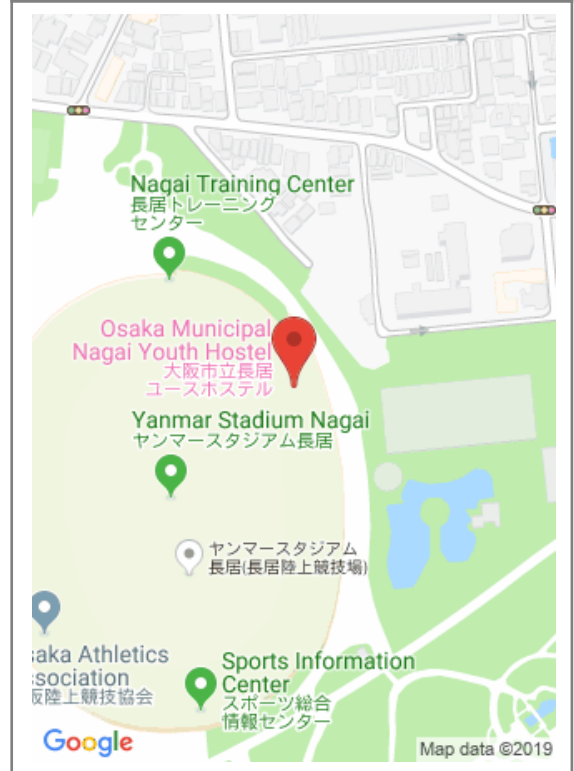 Nagai Training Center
長居トレーニング
センター
Osaka Municipal
Nagai Youth Hostel
大阪市立長居
ユースホステル
Yanmar Stadium Nagai
ヤンマースタジアム長居
ヤンマースタジアム
長居(長居陸上競技場)
saka Athletics
ssociation
阪陸上競技協会
Sports Information
Center
スポーツ総合
情報センター
Google
Map data ©2019